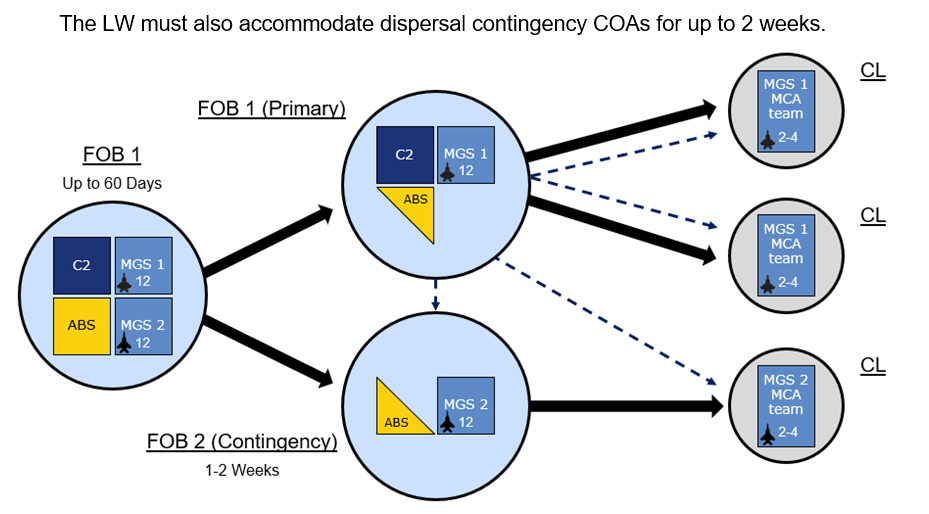 The LW must also accommodate dispersal contingency COAs for up to 2 weeks.
FOB 1
Up to 60 Days
C2
MGS 1
12
ABS
MGS 2
12
FOB 1 (Primary)
C2
MGS 1
12
ABS
FOB 2 (Contingency)
1-2 Weeks
ABS
MGS 2
12
CL
MGS 1
MCA
team
2-4
CL
MGS 1
MCA
team
2-4
CL
MGS 2
MCA
team
2-4